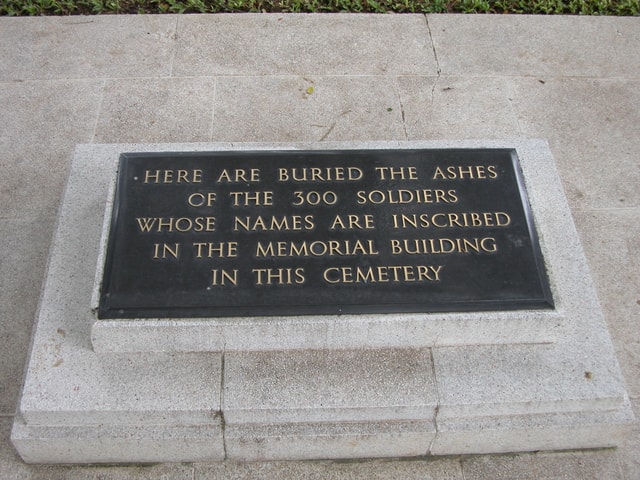 HERE ARE BURIED THE ASHES
OF THE 300 SOLDIERS
WHOSE NAMES ARE INSCRIBED
IN THE MEMORIAL BUILDING
IN THIS CEMETERY